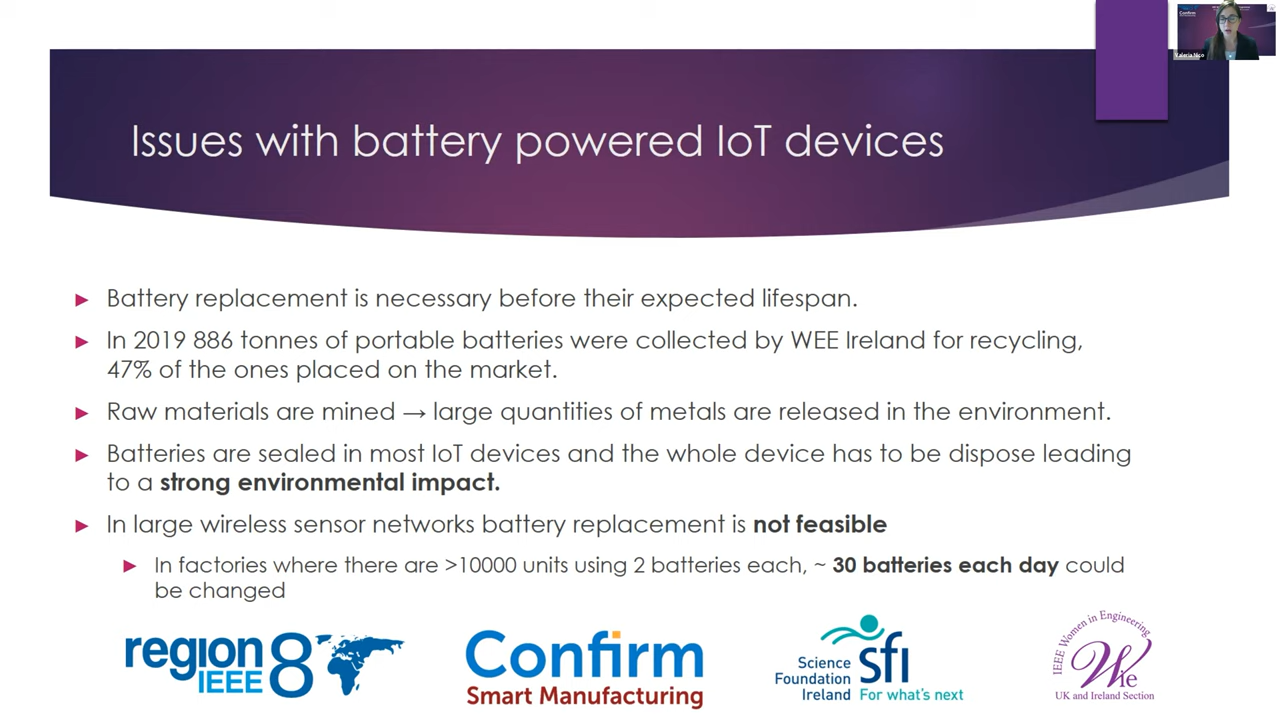 Confirm
Valeria Nico
Issues with battery powered IoT devices
Battery replacement is necessary before their expected lifespan.
In 2019 886 tonnes of portable batteries were collected by WEE Ireland for recycling,
47% of the ones placed on the market.
Raw materials are mined → large quantities of metals are released in the environment.
Batteries are sealed in most IoT devices and the whole device has to be dispose leading
to a strong environmental impact.
In large wireless sensor networks battery replacement is not feasible
In factories where there are >10000 units using 2 batteries each, ~ 30 batteries each day could
be changed
region 8
IEEE
Confirm
Smart Manufacturing
Science
Foundation
Ireland
sfi
For what's next
IEEE Women in Engineering
Wie
UK and Ireland Section